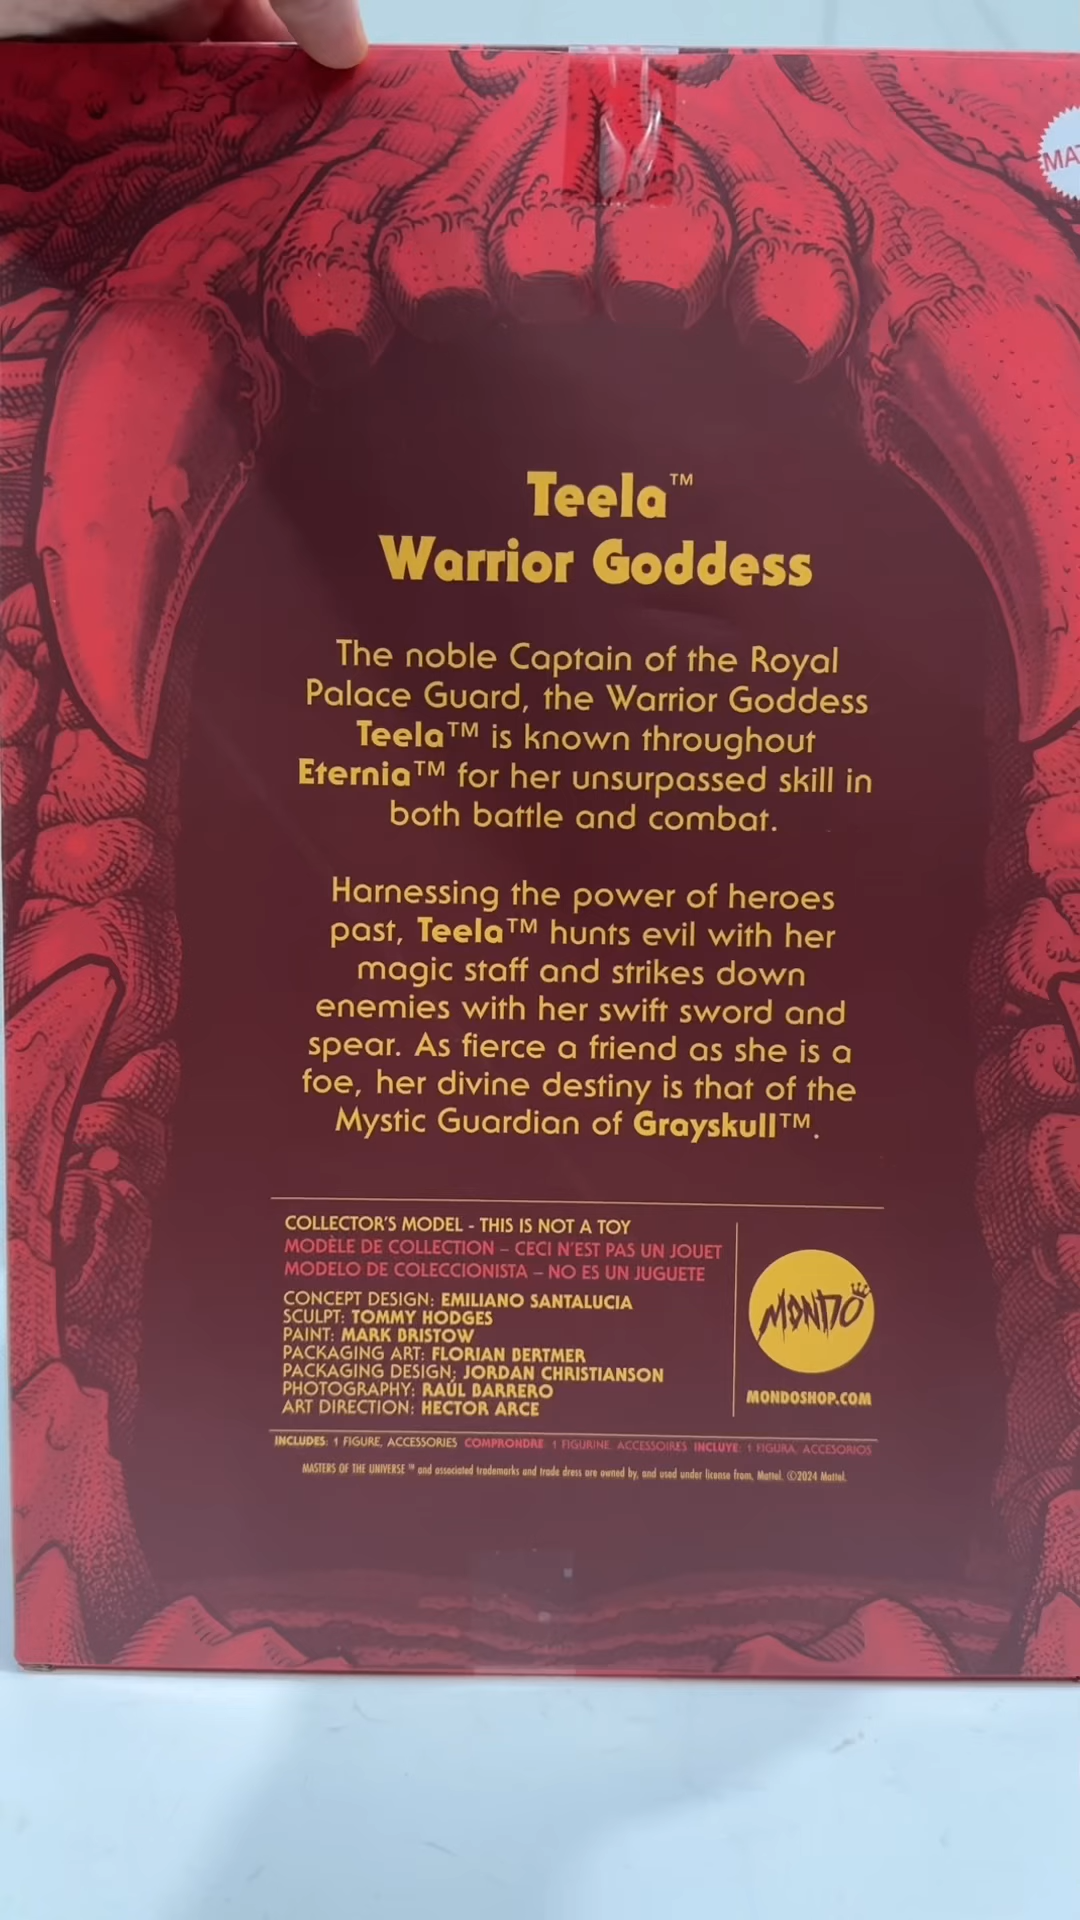 MAT
Teela™
Warrior Goddess
The noble Captain of the Royal
Palace Guard, the Warrior Goddess
Teela™ is known throughout
Eternia™ for her unsurpassed skill in
both battle and combat.
Harnessing the power of heroes
past, Teela™ hunts evil with her
magic staff and strikes down
enemies with her swift sword and
spear. As fierce a friend as she is a
foe, her divine destiny is that of the
Mystic Guardian of Grayskull™.
COLLECTOR'S MODEL - THIS IS NOT A TOY
MODÈLE DE COLLECTION – CECI N'EST PAS UN JOUET
MODELO DE COLECCIONISTA – NO ES UN JUGUETE
CONCEPT DESIGN: EMILIANO SANTALUCIA
SCULPT: TOMMY HODGES
PAINT: MARK BRISTOW
PACKAGING ART: FLORIAN BERTMER
PACKAGING DESIGN: JORDAN CHRISTIANSON
PHOTOGRAPHY: RAÚL BARRERO
ART DIRECTION: HECTOR ARCE
MONDO
MONDOSHOP.COM
INCLUDES: 1 FIGURE, ACCESSORIES COMPRONDRE 1 FIGURINE, ACCESSOIRES INCLUYE: 1 FIGURA, ACCESORIOS
MASTERS OF THE UNIVERSE ™ and associated trademarks and trade dress are owned by, and used under license from, Mattel. ©2024 Mattel.